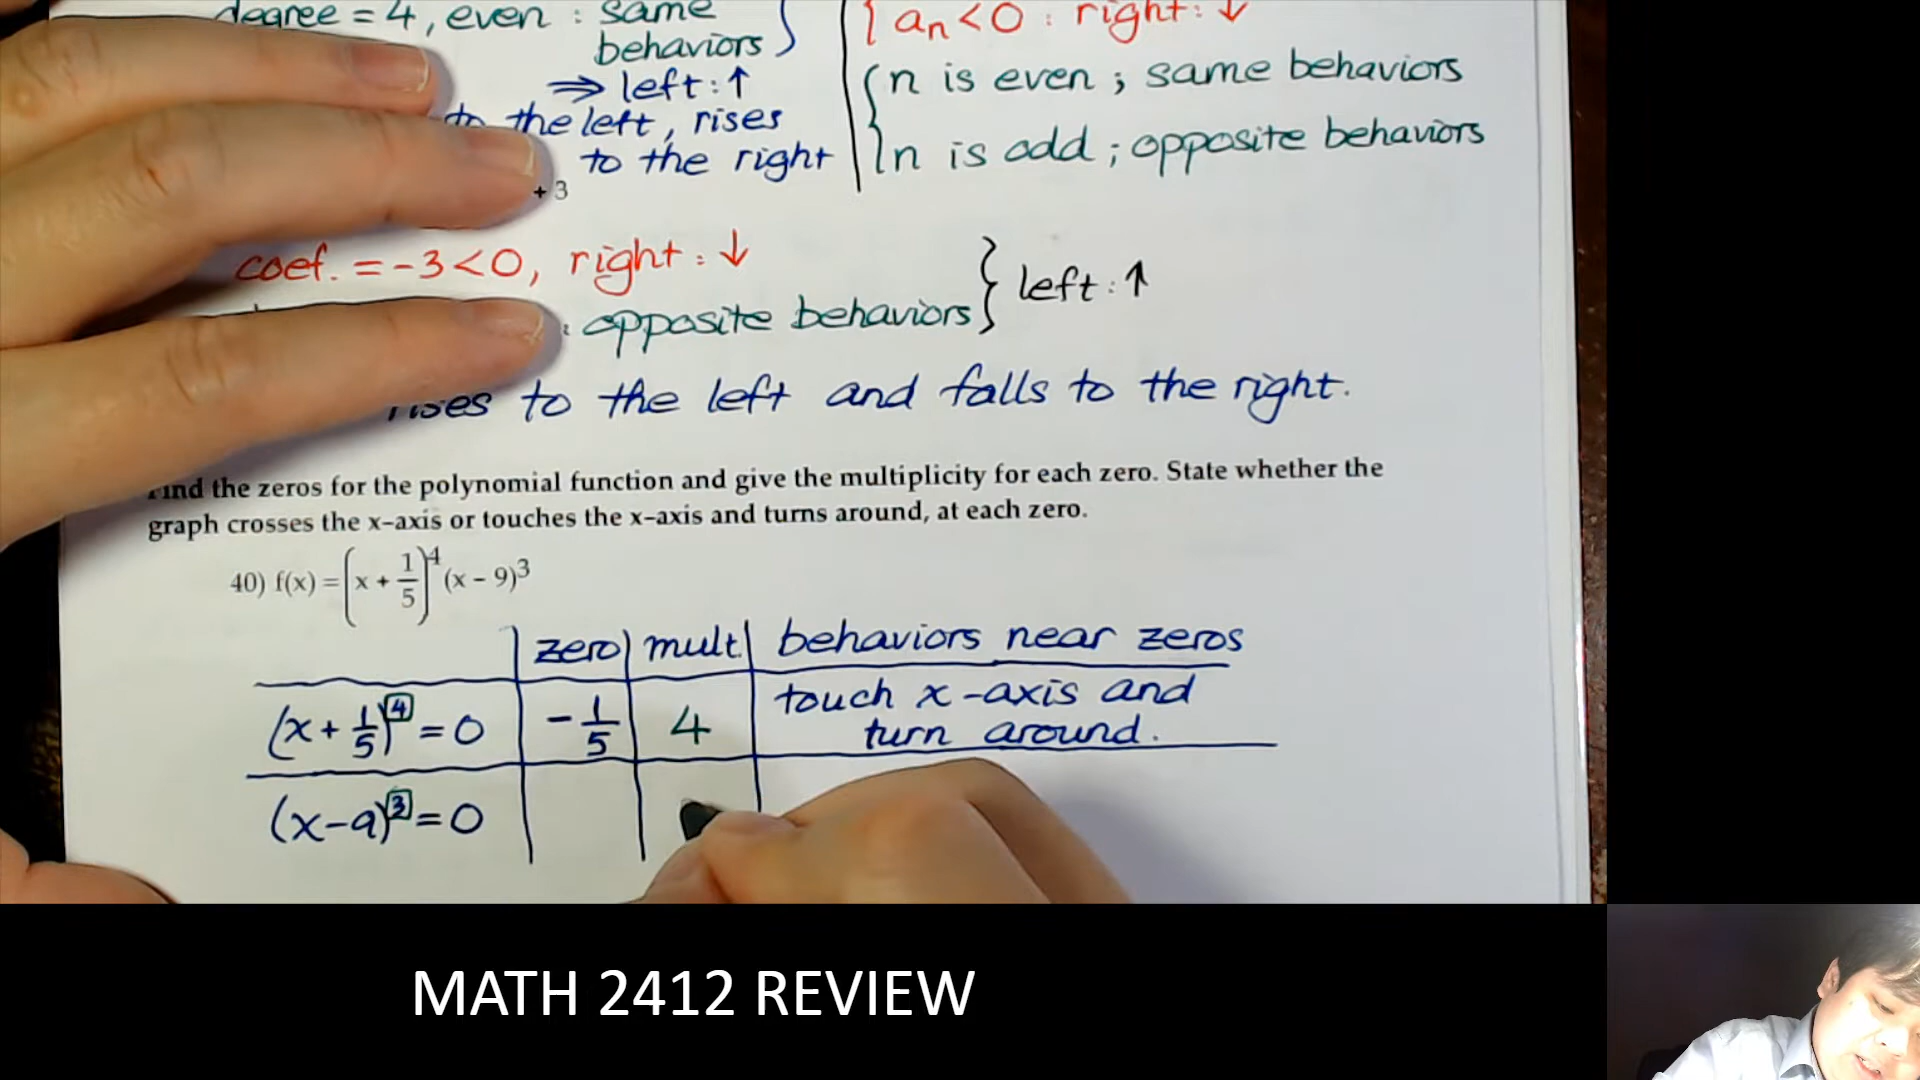 degree = 4, even : same
behaviors
⇒ left : ↑
to the left, rises
to the right
aₙ < 0 : right : ↓
n is even ; same behaviors
n is odd ; opposite behaviors
+ 3
coef. = -3 < 0, right : ↓
: opposite behaviors } left : ↑
rises to the left and falls to the right.
Find the zeros for the polynomial function and give the multiplicity for each zero. State whether the
graph crosses the x-axis or touches the x-axis and turns around, at each zero.
40) f(x) = (x + 1/5)^4 (x - 9)^3
zero | mult. | behaviors near zeros
(x + 1/5)^4 = 0 | -1/5 | 4 | touch x-axis and
turn around.
(x-9)^3 = 0
MATH 2412 REVIEW